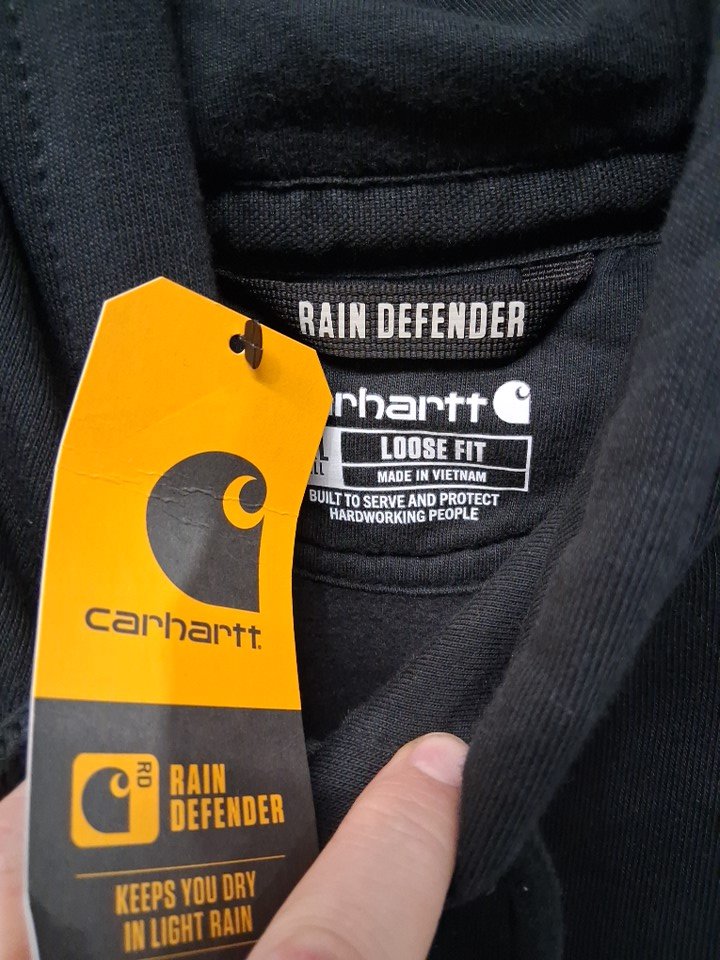 RAIN DEFENDER
LOOSE FIT
MADE IN VIETNAM
BUILT TO SERVE AND PROTECT
HARDWORKING PEOPLE
carhartt
RD
RAIN
DEFENDER
KEEPS YOU DRY
IN LIGHT RAIN